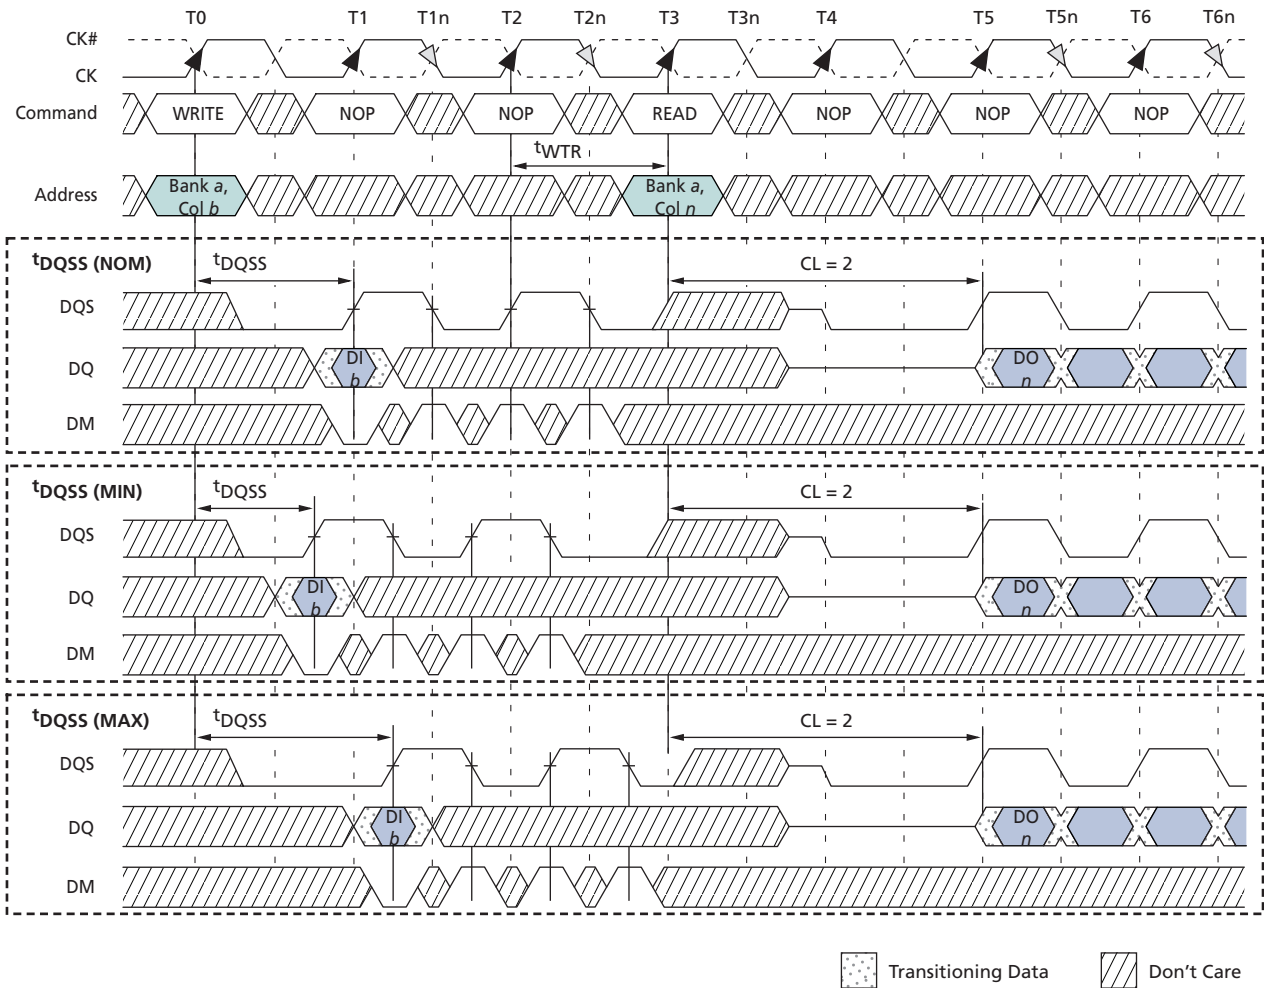 T0 T1 T1n T2 T2n T3 T3n T4 T5 T5n T6 T6n
CK#
CK
Command WRITE NOP NOP READ NOP NOP NOP
tWTR
Address Bank a, Col b Bank a, Col n
tDQSS (NOM) tDQSS CL = 2
DQS
DQ DI b DO n
DM
tDQSS (MIN) tDQSS CL = 2
DQS
DQ DI b DO n
DM
tDQSS (MAX) tDQSS CL = 2
DQS
DQ DI b DO n
DM
Transitioning Data Don't Care